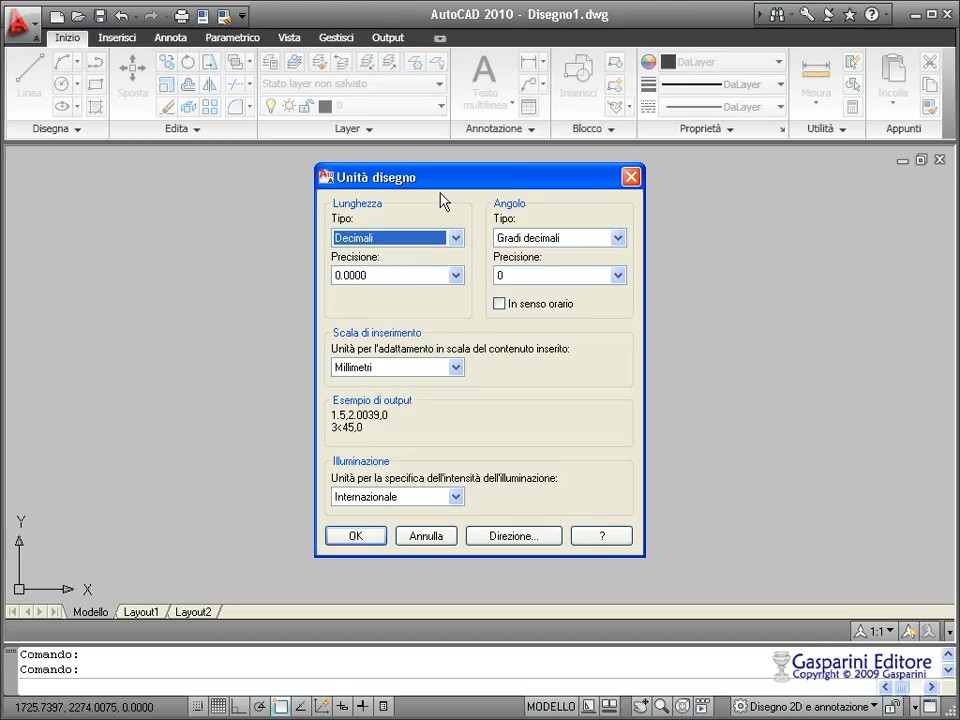 AutoCAD 2010 - Disegno1.dwg
Inizio
Inserisci
Annota
Parametrico
Vista
Gestisci
Output
Linea
Sposta
Stato layer non salvato
0
Testo
multilinea
Inserisci
DaLayer
DaLayer
DaLayer
Misura
Incolla
Disegna
Edita
Layer
Annotazione
Blocco
Proprietà
Utilità
Appunti
Unità disegno
Lunghezza
Tipo:
Decimali
Precisione:
0.0000
Angolo
Tipo:
Gradi decimali
Precisione:
0
In senso orario
Scala di inserimento
Unità per l'adattamento in scala del contenuto inserito:
Millimetri
Esempio di output
1.5,2.0039,0
3<45,0
Illuminazione
Unità per la specifica dell'intensità dell'illuminazione:
Internazionale
OK
Annulla
Direzione...
?
Y
X
Modello
Layout1
Layout2
1:1
Comando:
Comando:
Gasparini Editore
Copyright © 2009 Gasparini
1725.7397, 2274.0075, 0.0000
MODELLO
Disegno 2D e annotazione